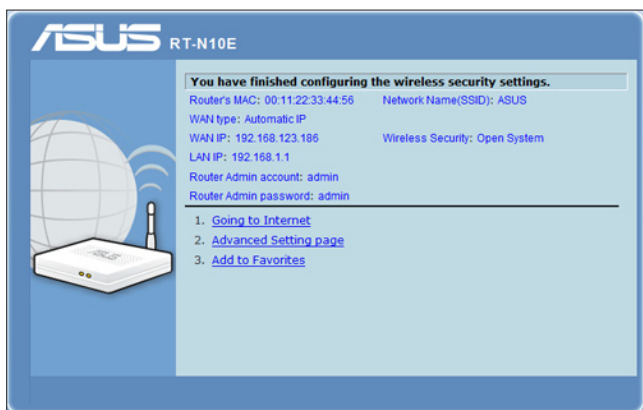 ASUS RT-N10E
You have finished configuring the wireless security settings.
Router's MAC: 00:11:22:33:44:56 Network Name(SSID): ASUS
WAN type: Automatic IP
WAN IP: 192.168.123.186 Wireless Security: Open System
LAN IP: 192.168.1.1
Router Admin account: admin
Router Admin password: admin
1. Going to Internet
2. Advanced Setting page
3. Add to Favorites
ASUS